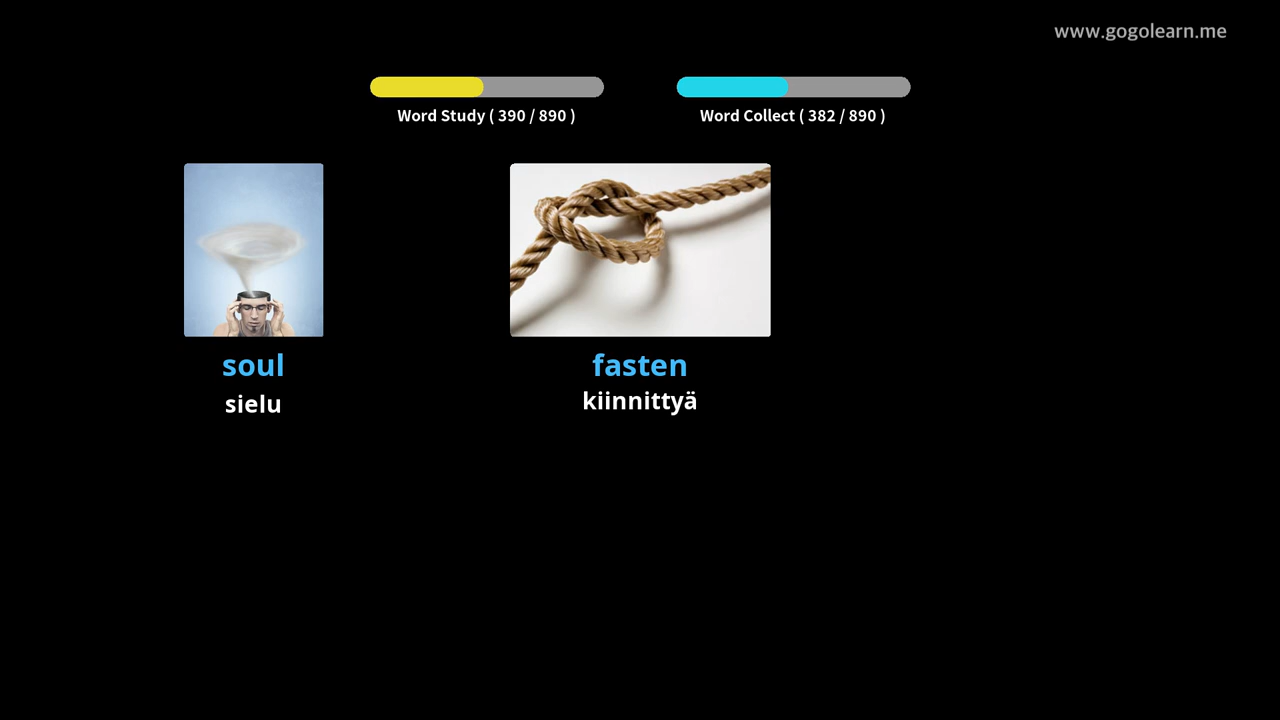 www.gogolearn.me
Word Study ( 390 / 890 )
Word Collect ( 382 / 890 )
soul
sielu
fasten
kiinnittyä